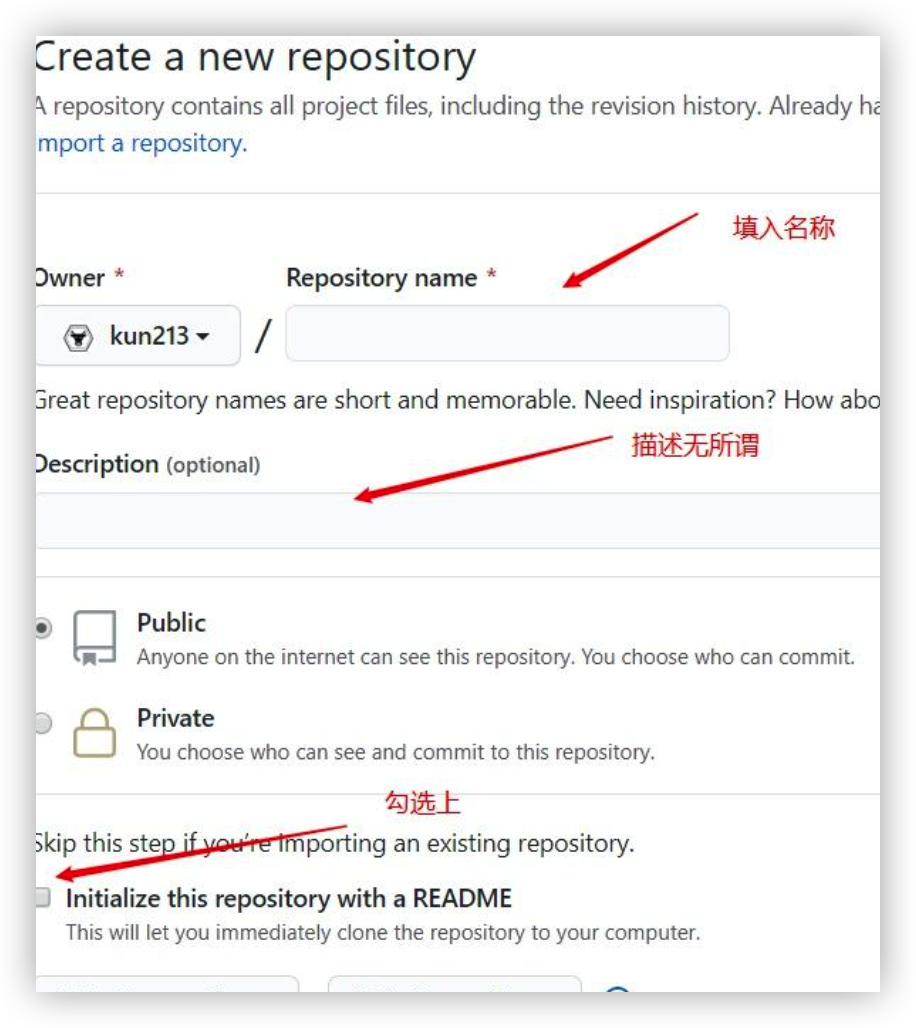 Create a new repository
A repository contains all project files, including the revision history. Already ha
import a repository.
填入名称
Owner *
Repository name *
kun213
/
Great repository names are short and memorable. Need inspiration? How abo
描述无所谓
Description (optional)
Public
Anyone on the internet can see this repository. You choose who can commit.
Private
You choose who can see and commit to this repository.
勾选上
Skip this step if you're importing an existing repository.
Initialize this repository with a README
This will let you immediately clone the repository to your computer.